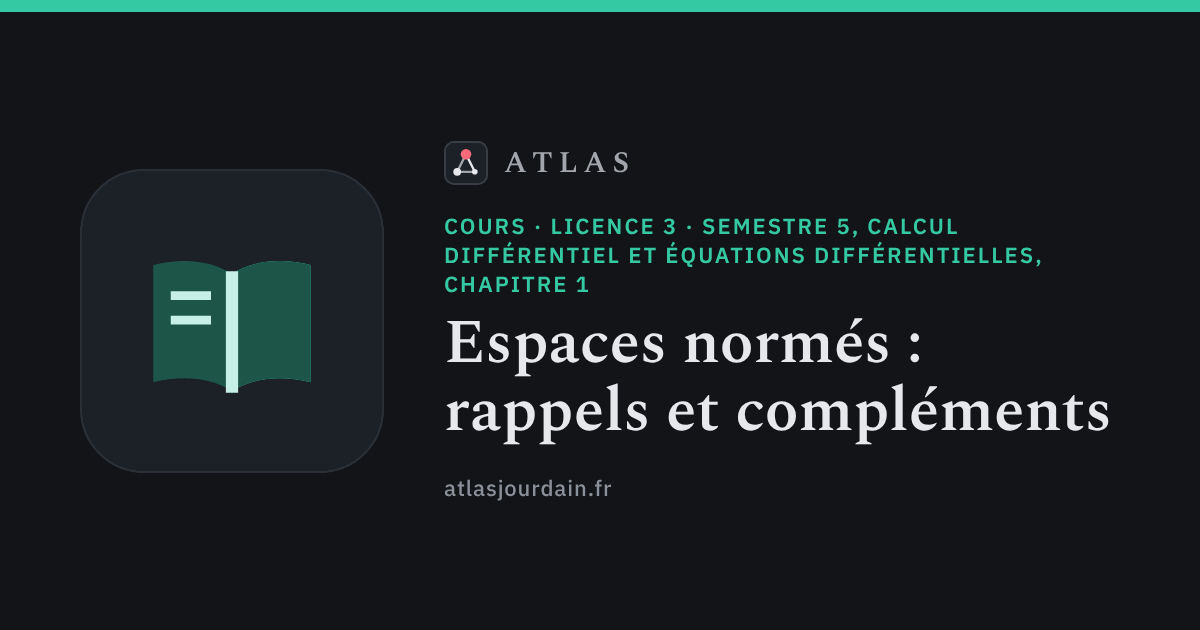 ATLAS
COURS · LICENCE 3 · SEMESTRE 5, CALCUL
DIFFÉRENTIEL ET ÉQUATIONS DIFFÉRENTIELLES,
CHAPITRE 1
Espaces normés :
rappels et compléments
atlasjourdain.fr